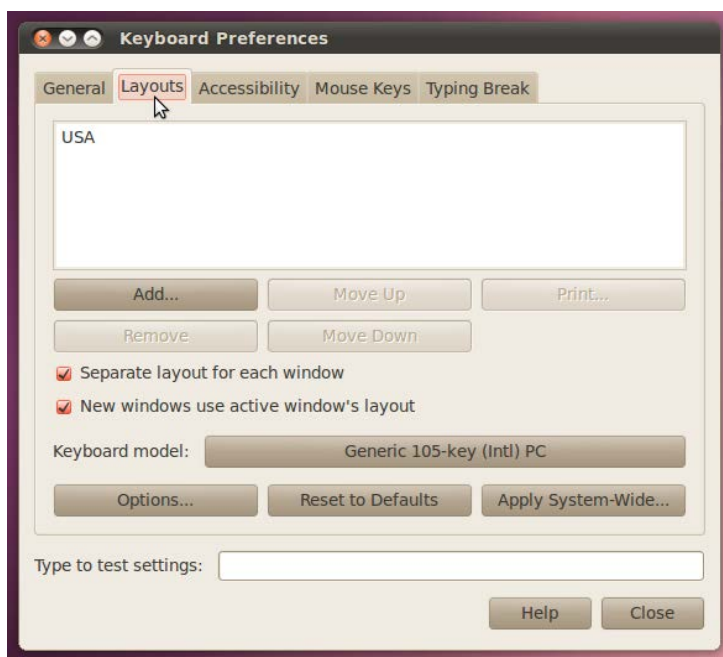 Keyboard Preferences
General Layouts Accessibility Mouse Keys Typing Break
USA
Add... Move Up Print...
Remove Move Down
Separate layout for each window
New windows use active window's layout
Keyboard model: Generic 105-key (Intl) PC
Options... Reset to Defaults Apply System-Wide...
Type to test settings:
Help Close